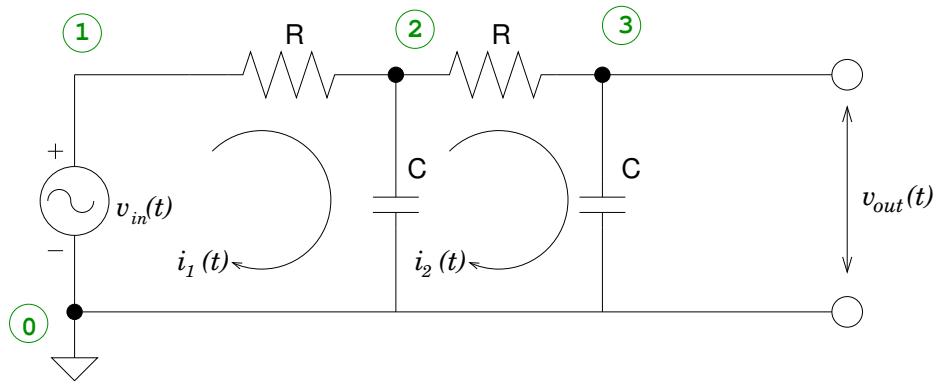 1
R
2
R
3
+
C
C
v_in(t)
v_out(t)
−
i_1(t)
i_2(t)
0